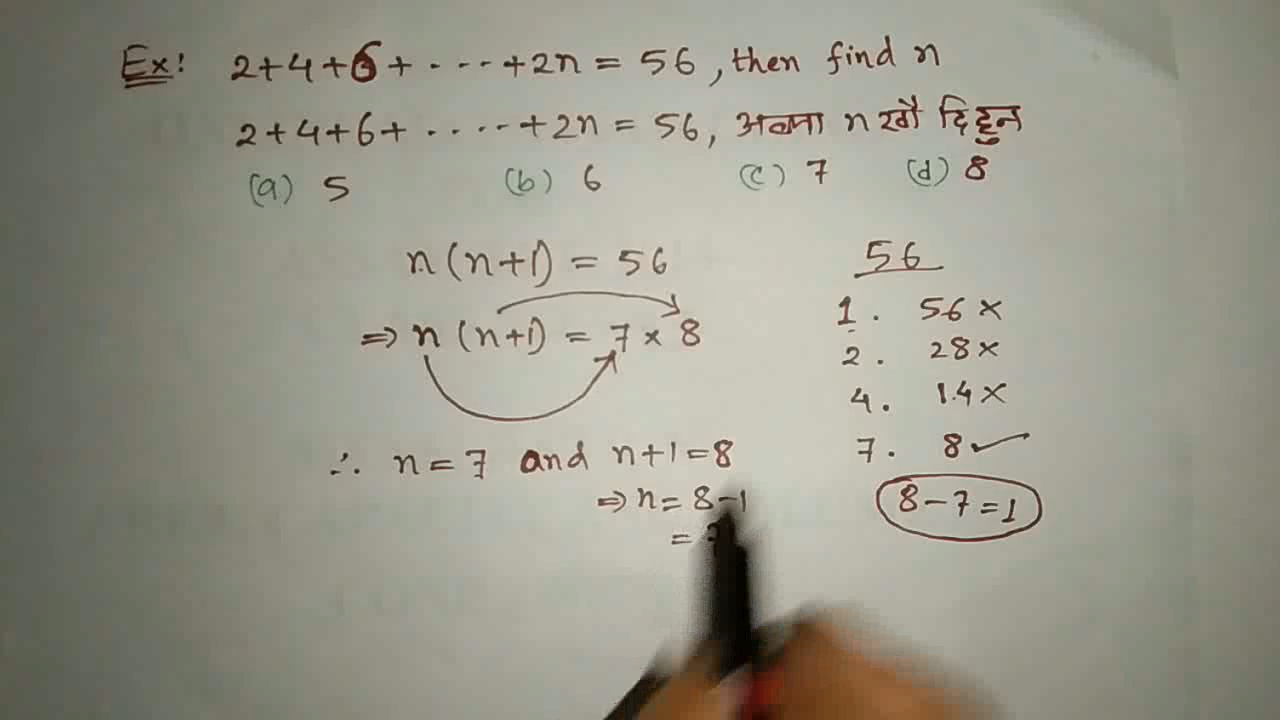 Ex: 2+4+6+ ---- +2n = 56, then find n
2+4+6+ ..... +2n = 56, अब्ला n खौ दिहुन
(a) 5 (b) 6 (c) 7 (d) 8
n(n+1) = 56
⇒ n(n+1) = 7 × 8
∴ n = 7 and n+1 = 8
⇒ n = 8-1
=
56
1. 56 ×
2. 28 ×
4. 14 ×
7. 8 ✓
8-7=1